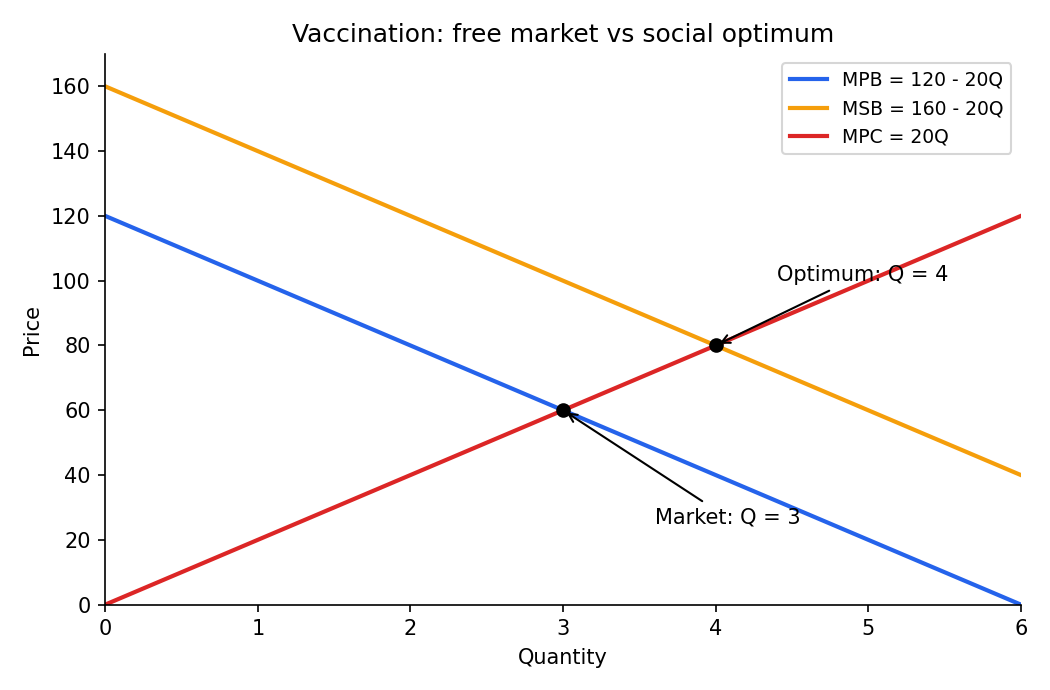 Vaccination: free market vs social optimum
MPB = 120 - 20Q
MSB = 160 - 20Q
MPC = 20Q
Price
160
140
120
100
80
60
40
20
0
Optimum: Q = 4
Market: Q = 3
0 1 2 3 4 5 6
Quantity